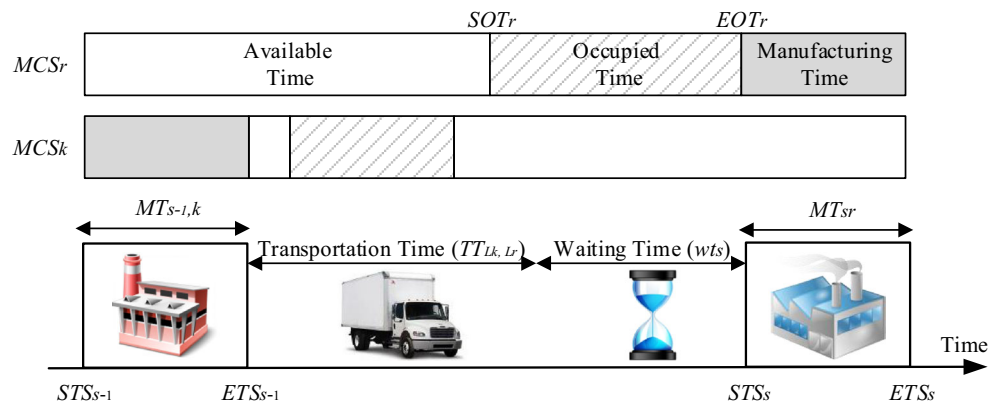 SOTr EOTr
MCSr Available Time Occupied Time Manufacturing Time
MCSk
MTs-1,k MTsr
Transportation Time (TTLk, Lr) Waiting Time (wts)
Time
STSs-1 ETSs-1 STSs ETSs